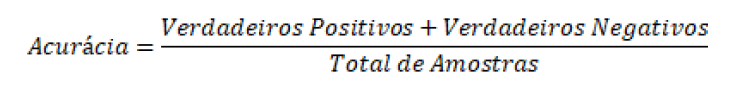 Acurácia = Verdadeiros Positivos + Verdadeiros Negativos
Total de Amostras